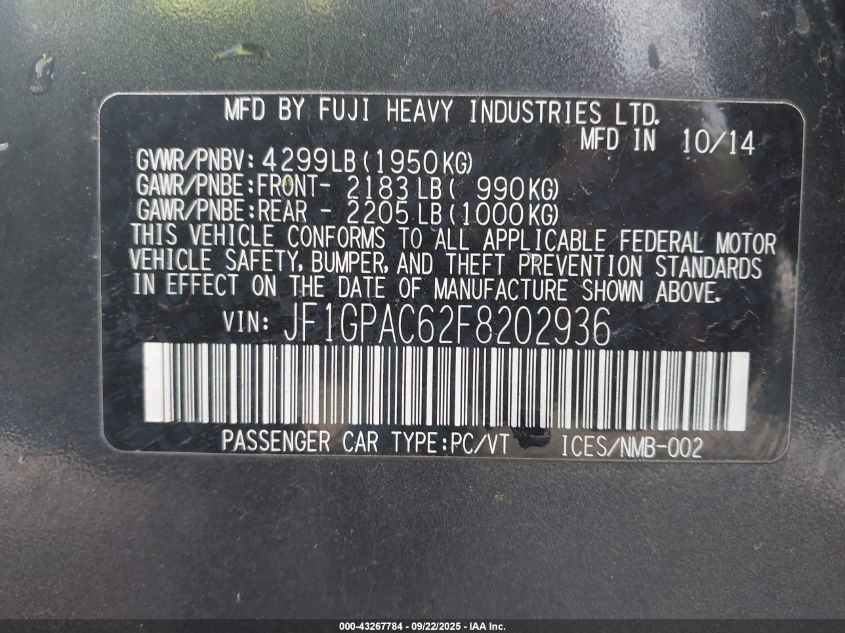 MFD BY FUJI HEAVY INDUSTRIES LTD.
MFD IN 10/14
GVWR/PNBV: 4299LB (1950KG)
GAWR/PNBE:FRONT- 2183LB( 990KG)
GAWR/PNBE:REAR - 2205LB(1000KG)
THIS VEHICLE CONFORMS TO ALL APPLICABLE FEDERAL MOTOR
VEHICLE SAFETY, BUMPER, AND THEFT PREVENTION STANDARDS
IN EFFECT ON THE DATE OF MANUFACTURE SHOWN ABOVE.
VIN: JF1GPAC62F8202936
PASSENGER CAR TYPE:PC/VT ICES/NMB-002
000-43267784 - 09/22/2025 - IAA Inc.